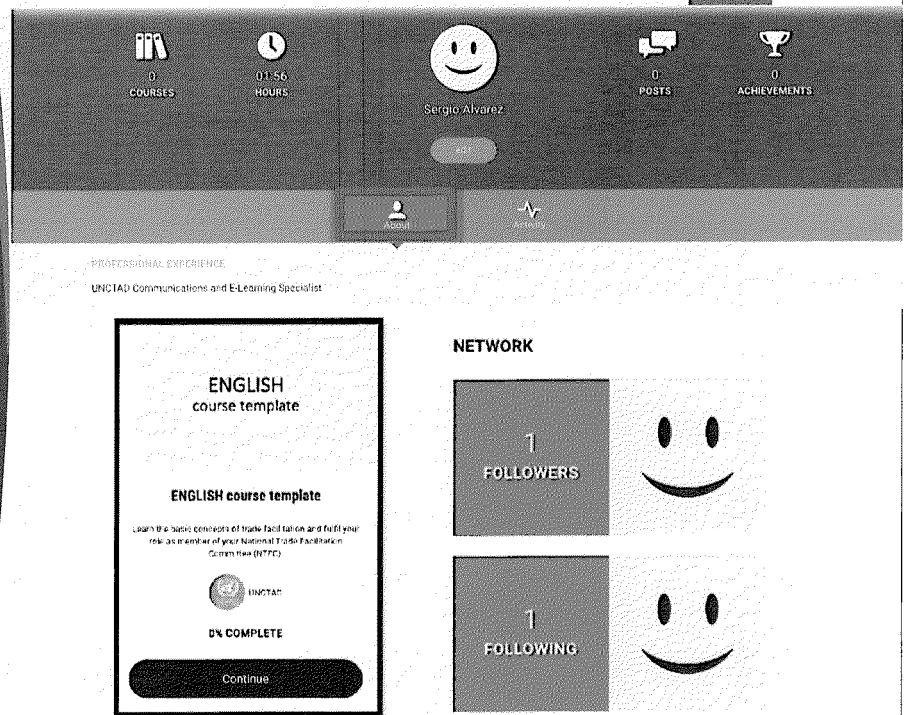 0
COURSES
01:56
HOURS
Sergio Alvarez
edit
0
POSTS
0
ACHIEVEMENTS
About
Activity
PROFESSIONAL EXPERIENCE
UNCTAD Communications and E-Learning Specialist
ENGLISH
course template
ENGLISH course template
Learn the basic concepts of trade facilitation and fulfil your
role as member of your National Trade Facilitation
Committee (NTFC)
UNCTAD
0% COMPLETE
Continue
NETWORK
1
FOLLOWERS
1
FOLLOWING